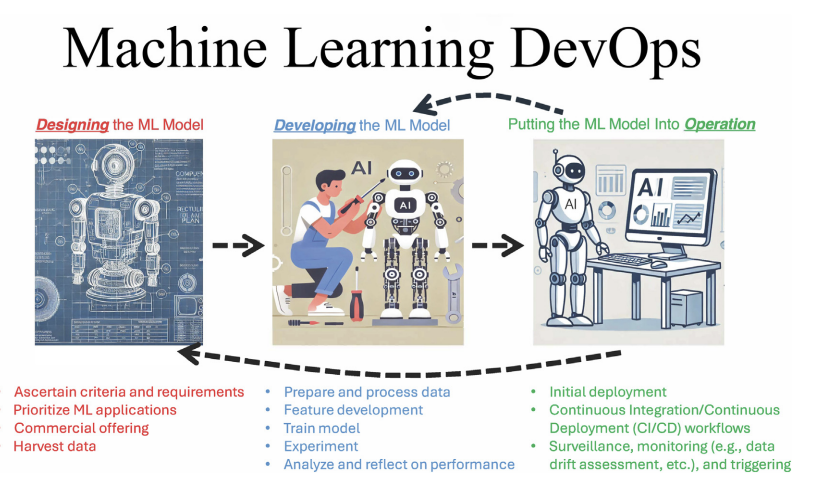 Machine Learning DevOps
Designing the ML Model
Developing the ML Model
Putting the ML Model Into Operation
AI
AI
AI
AI
Ascertain criteria and requirements
Prioritize ML applications
Commercial offering
Harvest data
• Prepare and process data
• Feature development
• Train model
• Experiment
• Analyze and reflect on performance
• Initial deployment
• Continuous Integration/Continuous
Deployment (CI/CD) workflows
• Surveillance, monitoring (e.g., data
drift assessment, etc.), and triggering